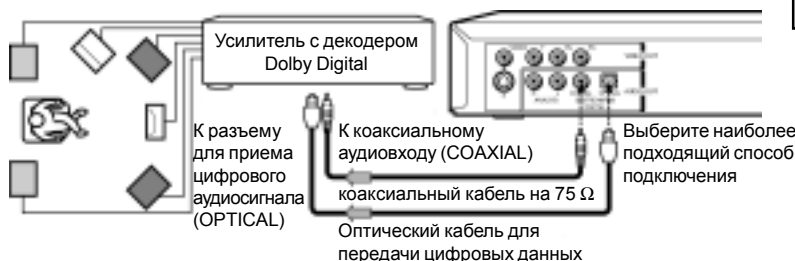 Усилитель с декодером
Dolby Digital
К разъему
для приема
цифрового
аудиосигнала
(OPTICAL)
К коаксиальному
аудиовходу (COAXIAL)
Выберите наиболее
подходящий способ
подключения
коаксиальный кабель на 75 Ω
Оптический кабель для
передачи цифровых данных